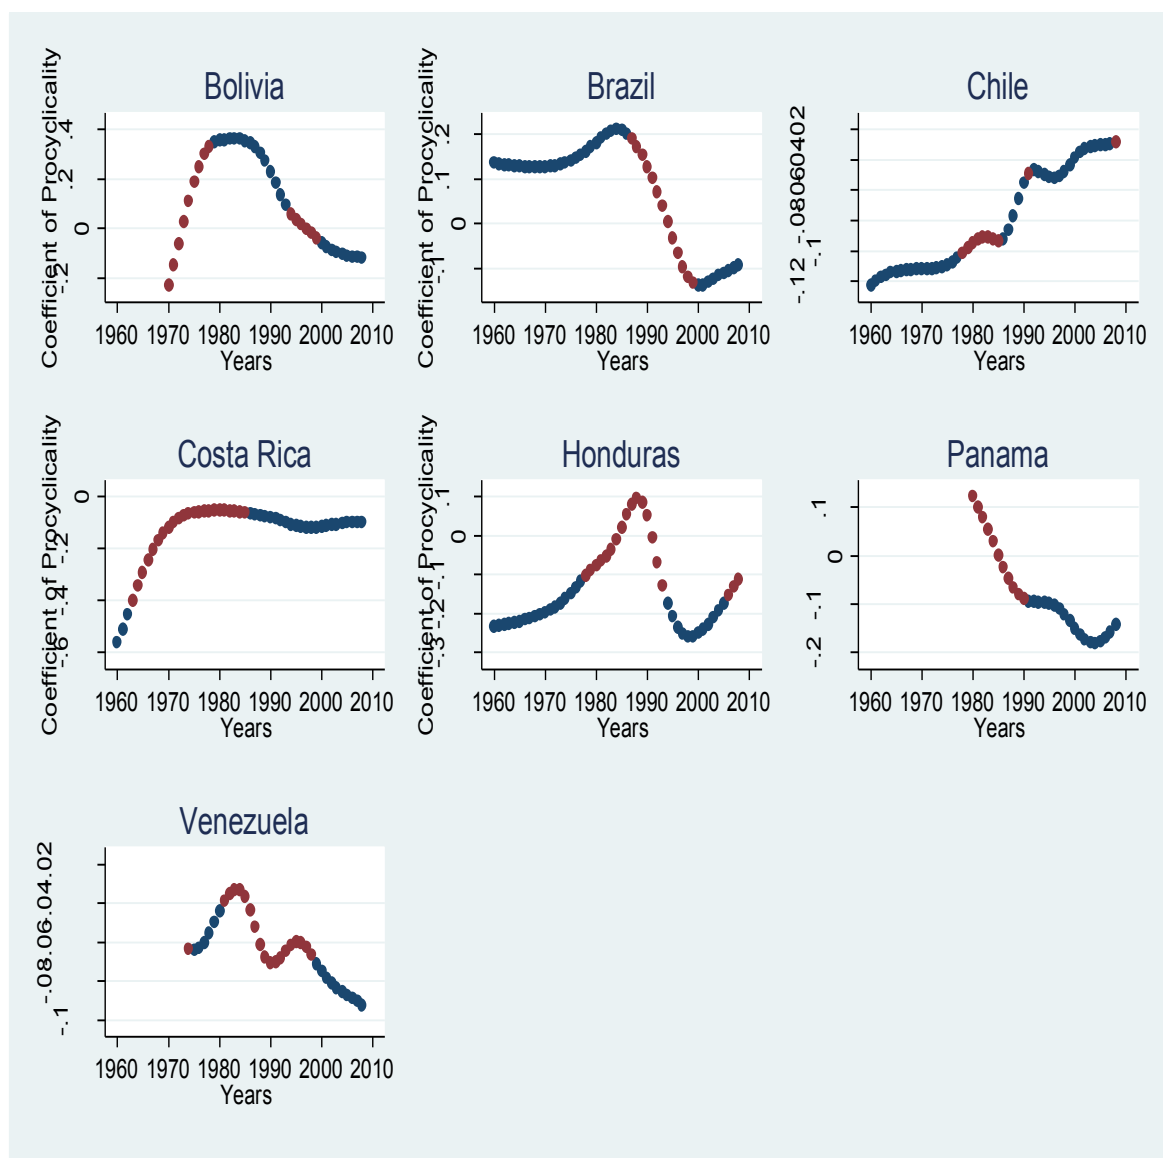 Bolivia
Coefficient of Procyclicality
.4
.2
0
-.2
1960 1970 1980 1990 2000 2010
Years
Brazil
Coefficient of Procyclicality
.2
.1
0
-.1
1960 1970 1980 1990 2000 2010
Years
Chile
-.12 -.1 -.08060402
1960 1970 1980 1990 2000 2010
Years
Costa Rica
Coefficient of Procyclicality
0
-.2
-.4
-.6
1960 1970 1980 1990 2000 2010
Years
Honduras
Coefficient of Procyclicality
.1
0
-.1
-.2
-.3
1960 1970 1980 1990 2000 2010
Years
Panama
.1
0
-.1
-.2
1960 1970 1980 1990 2000 2010
Years
Venezuela
-.1 -.08.06.04.02
1960 1970 1980 1990 2000 2010
Years